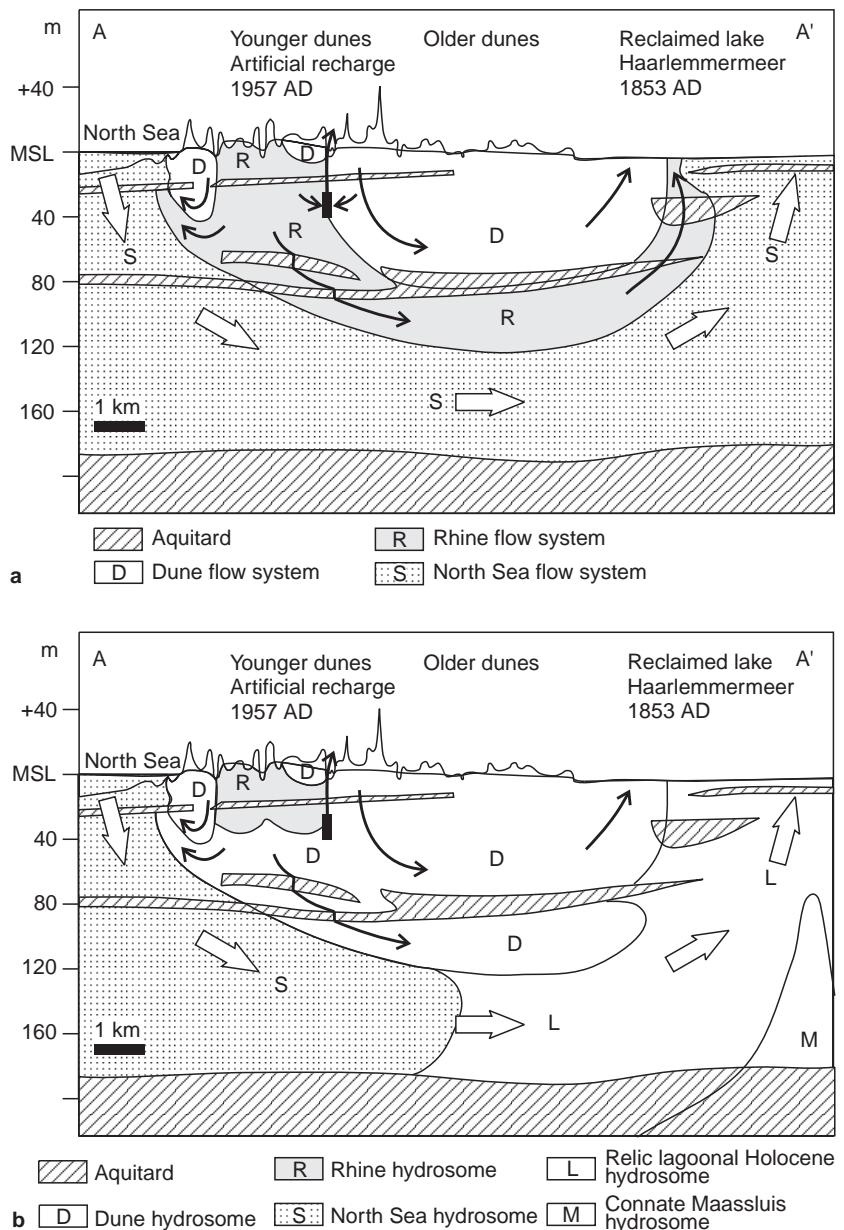 m
A
Younger dunes
Artificial recharge
1957 AD
Older dunes
Reclaimed lake
Haarlemmermeer
1853 AD
A'
+40
North Sea
MSL
D
R
D
40
R
D
S
S
80
R
120
S
160
1 km
Aquitard
R Rhine flow system
a
D Dune flow system
S North Sea flow system
m
A
Younger dunes
Artificial recharge
1957 AD
Older dunes
Reclaimed lake
Haarlemmermeer
1853 AD
A'
+40
North Sea
MSL
D
R
D
40
D
D
L
80
D
120
S
160
L
M
1 km
Aquitard
R Rhine hydrosome
L Relic lagoonal Holocene
hydrosome
b
D Dune hydrosome
S North Sea hydrosome
M Connate Maassluis
hydrosome